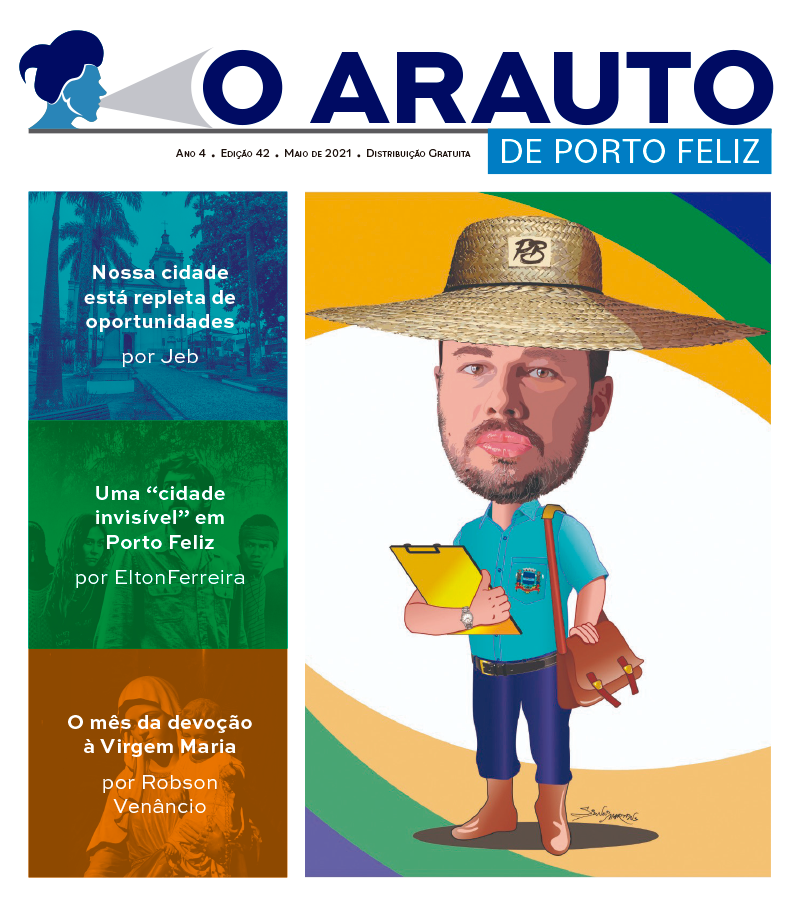 O ARAUTO
DE PORTO FELIZ
Ano 4 . Edição 42 . Maio de 2021 . Distribuição Gratuita
Nossa cidade
está repleta de
oportunidades
por Jeb
Uma “cidade
invisível” em
Porto Feliz
por EltonFerreira
O mês da devoção
à Virgem Maria
por Robson
Venâncio